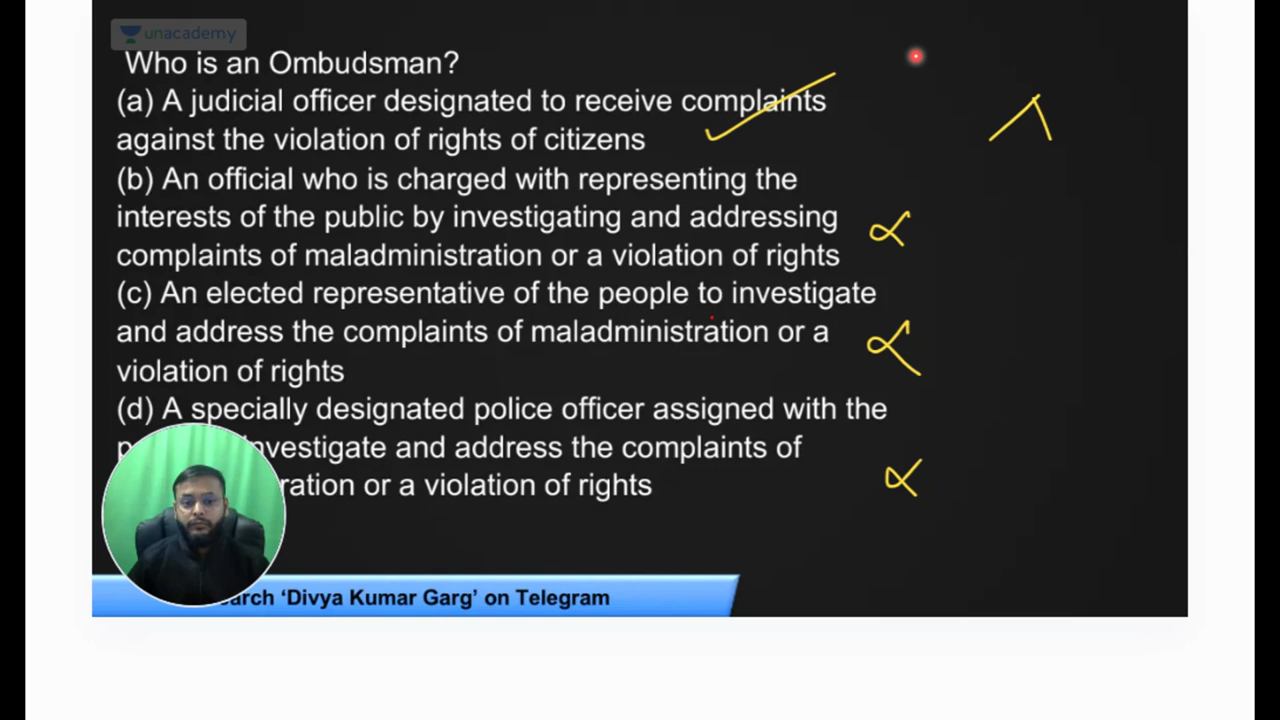 unacademy
Who is an Ombudsman?
(a) A judicial officer designated to receive complaints
against the violation of rights of citizens
(b) An official who is charged with representing the
interests of the public by investigating and addressing
complaints of maladministration or a violation of rights
(c) An elected representative of the people to investigate
and address the complaints of maladministration or a
violation of rights
(d) A specially designated police officer assigned with the
investigate and address the complaints of
ration or a violation of rights
arch ‘Divya Kumar Garg’ on Telegram